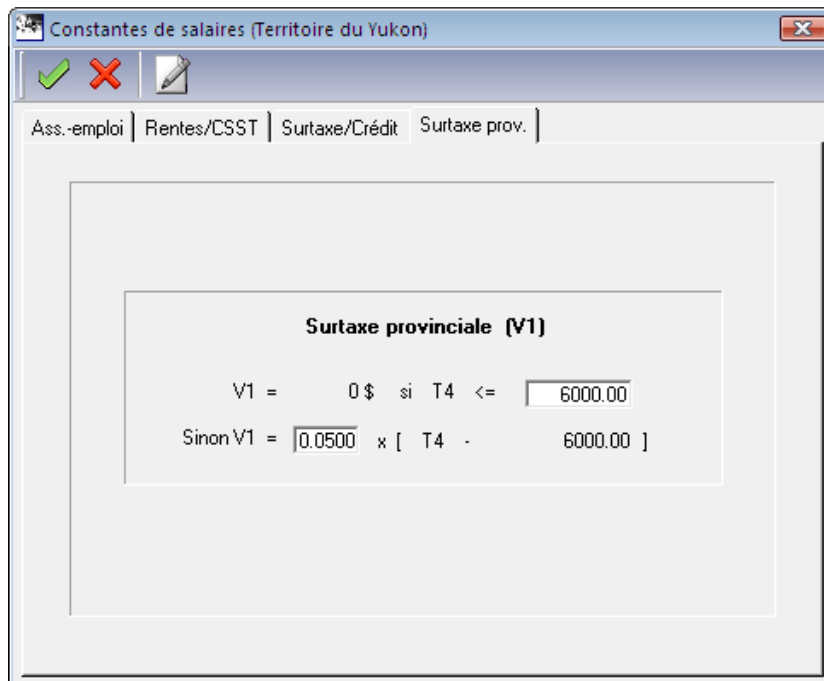 Constantes de salaires (Territoire du Yukon)
Ass.-emploi Rentes/CSST Surtaxe/Crédit Surtaxe prov.
Surtaxe provinciale (V1)
V1 = 0 $ si T4 <= 6000.00
Sinon V1 = 0.0500 x [ T4 - 6000.00 ]